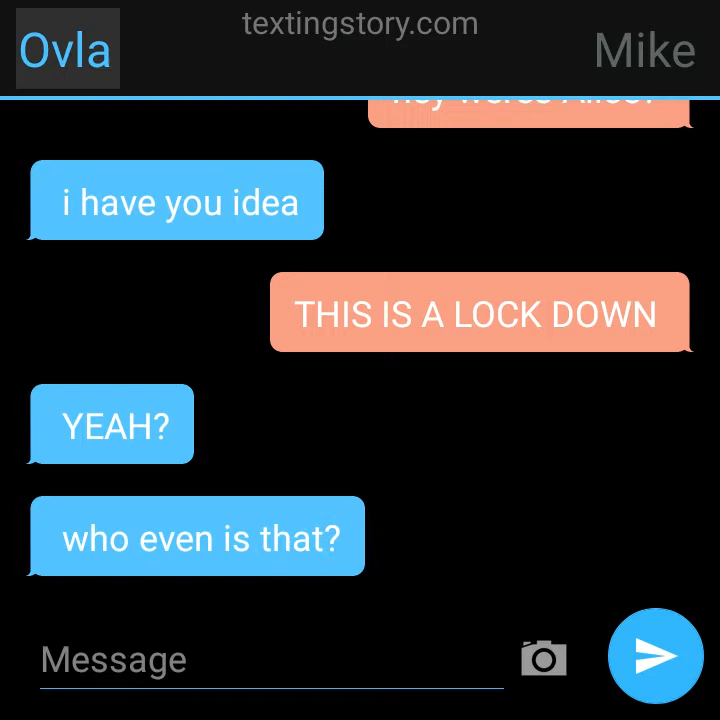 textingstory.com
Ovla
Mike
i have you idea
THIS IS A LOCK DOWN
YEAH?
who even is that?
Message